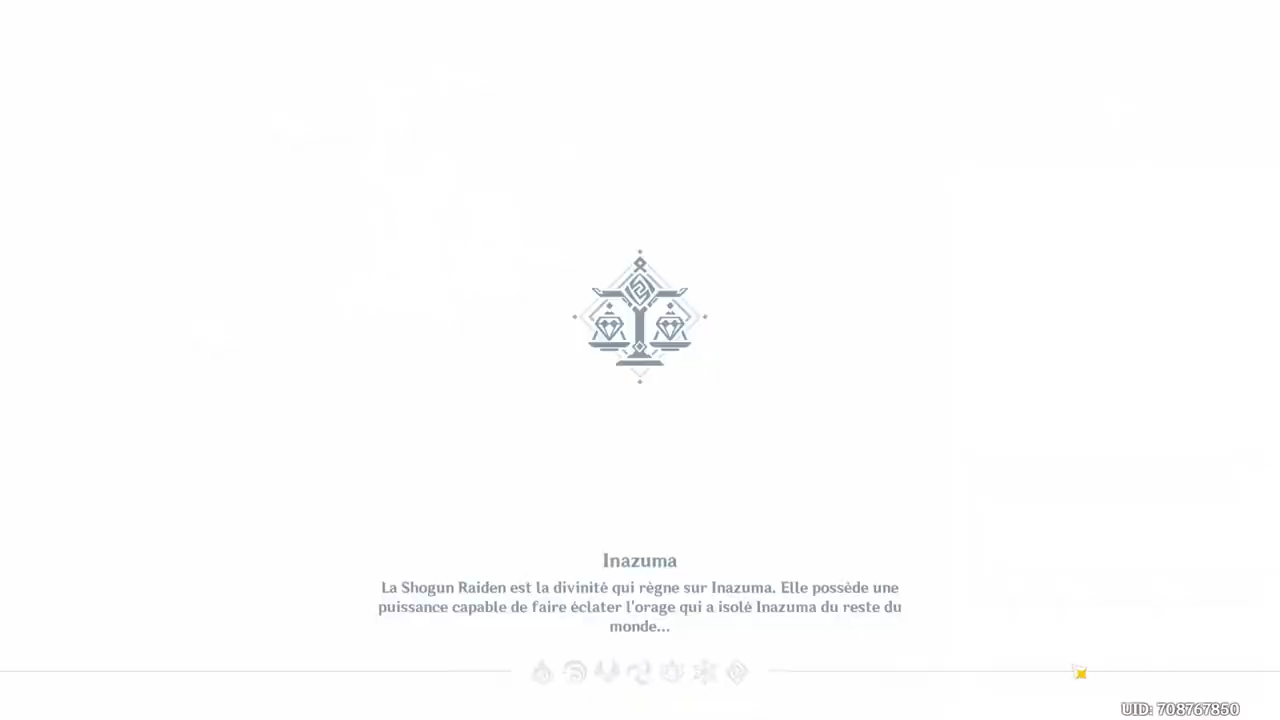 Inazuma
La Shogun Raiden est la divinité qui règne sur Inazuma. Elle possède une
puissance capable de faire éclater l'orage qui a isolé Inazuma du reste du
monde...
UID: 708767850